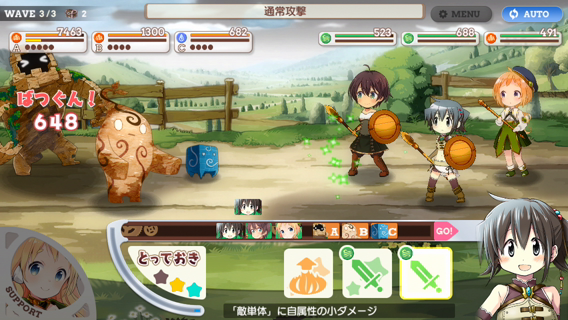 WAVE 3/3 2
通常攻撃
MENU
AUTO
7463
1300
682
523
688
491
A
B
C
ばつぐん!
648
A B C GO!
とっておき
SUPPORT
「敵単体」に自属性の小ダメージ